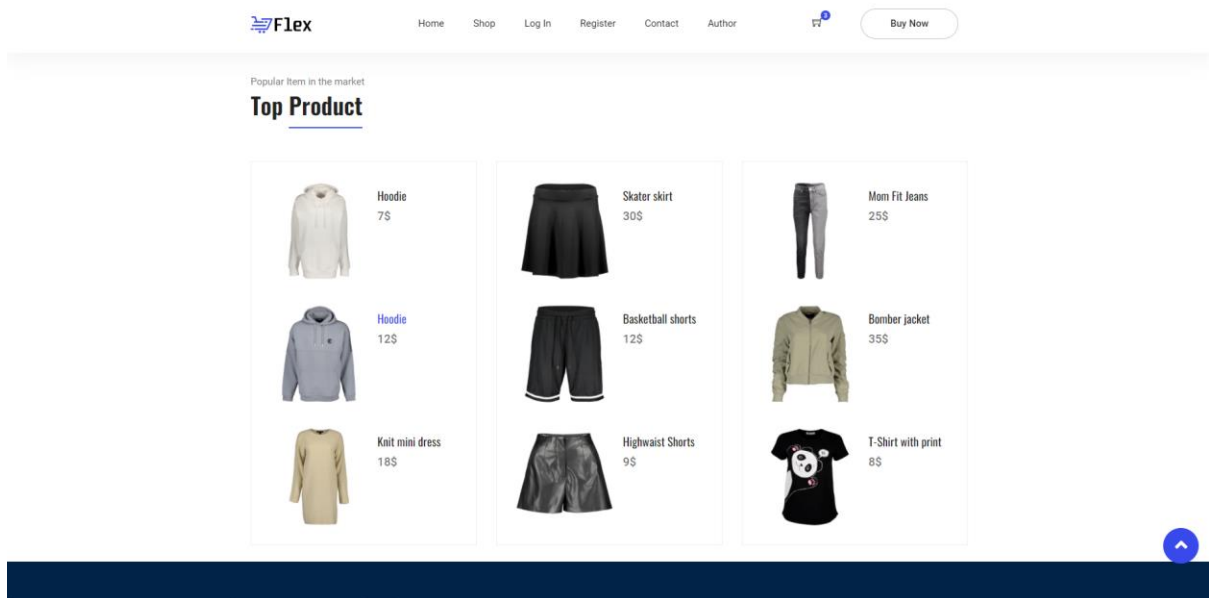 Flex
Home Shop Log In Register Contact Author
Buy Now
Popular Item in the market
Top Product
Hoodie
7$
Skater skirt
30$
Mom Fit Jeans
25$
Hoodie
12$
Basketball shorts
12$
Bomber jacket
35$
Knit mini dress
18$
Highwaist Shorts
9$
T-Shirt with print
8$